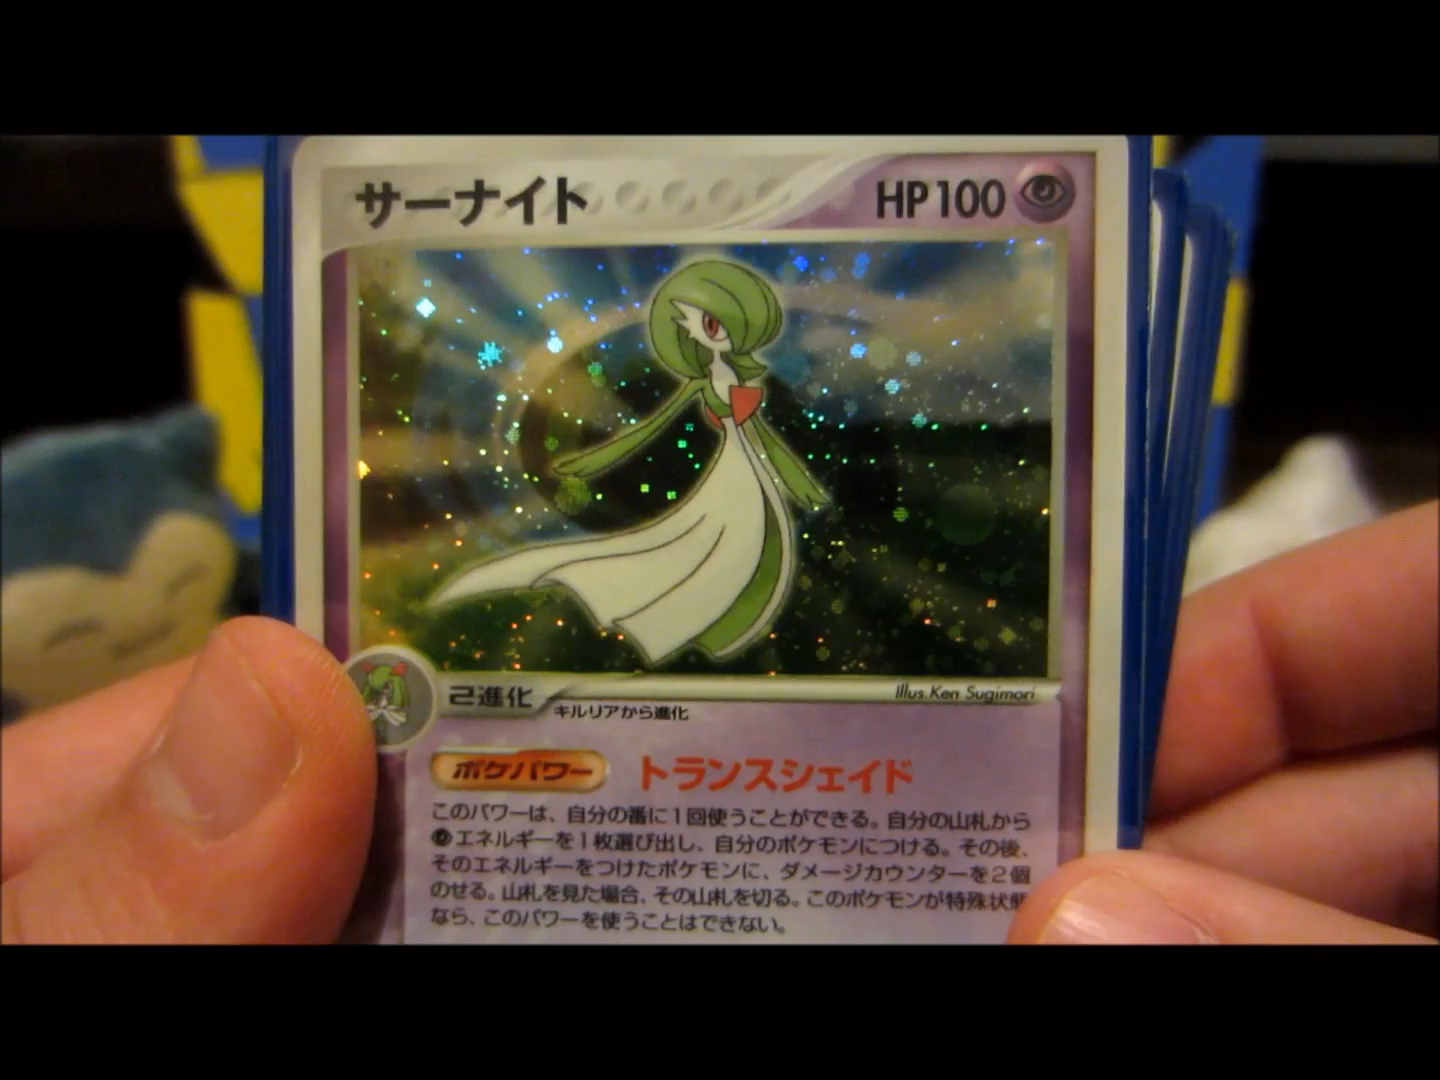 サーナイト
HP100
2進化
Illus. Ken Sugimori
キルリアから進化
ポケパワー
トランスシェイド
このパワーは、自分の番に1回使うことができる。自分の山札から
エネルギーを1枚選び出し、自分のポケモンにつける。その後、
そのエネルギーをつけたポケモンに、ダメージカウンターを2個
のせる。山札を見た場合、その山札を切る。このポケモンが特殊状態
なら、このパワーを使うことはできない。